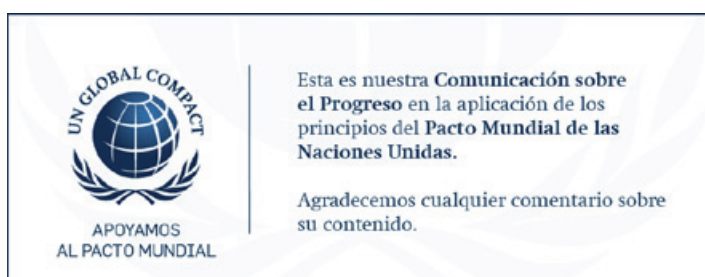 UN GLOBAL COMPACT
APOYAMOS
AL PACTO MUNDIAL
Esta es nuestra Comunicación sobre
el Progreso en la aplicación de los
principios del Pacto Mundial de las
Naciones Unidas.
Agradecemos cualquier comentario sobre
su contenido.